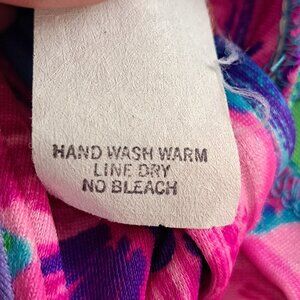 HAND WASH WARM
LINE DRY
NO BLEACH